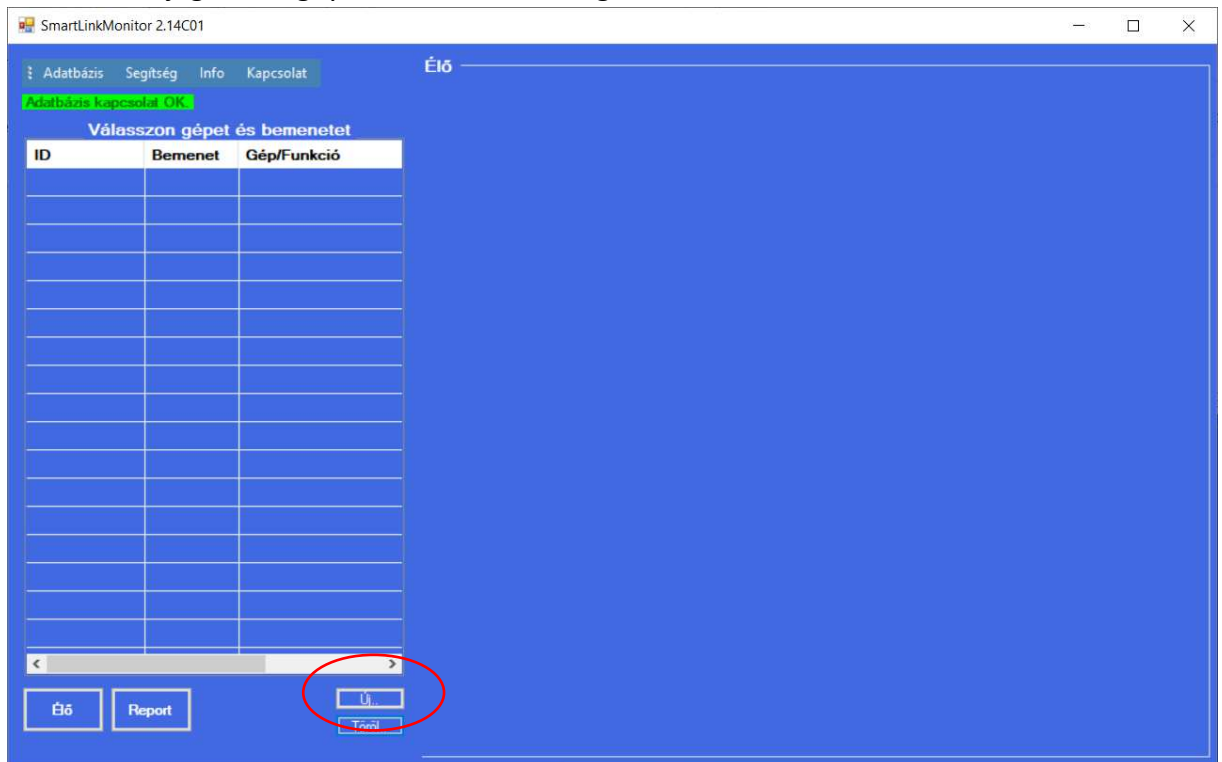 SmartLinkMonitor 2.14C01
Adatbázis Segítség Info Kapcsolat
Élő
Adatbázis kapcsolat OK.
Válasszon gépet és bemenetet
ID Bemenet Gép/Funkció
Élő Report Új..
Töröl...